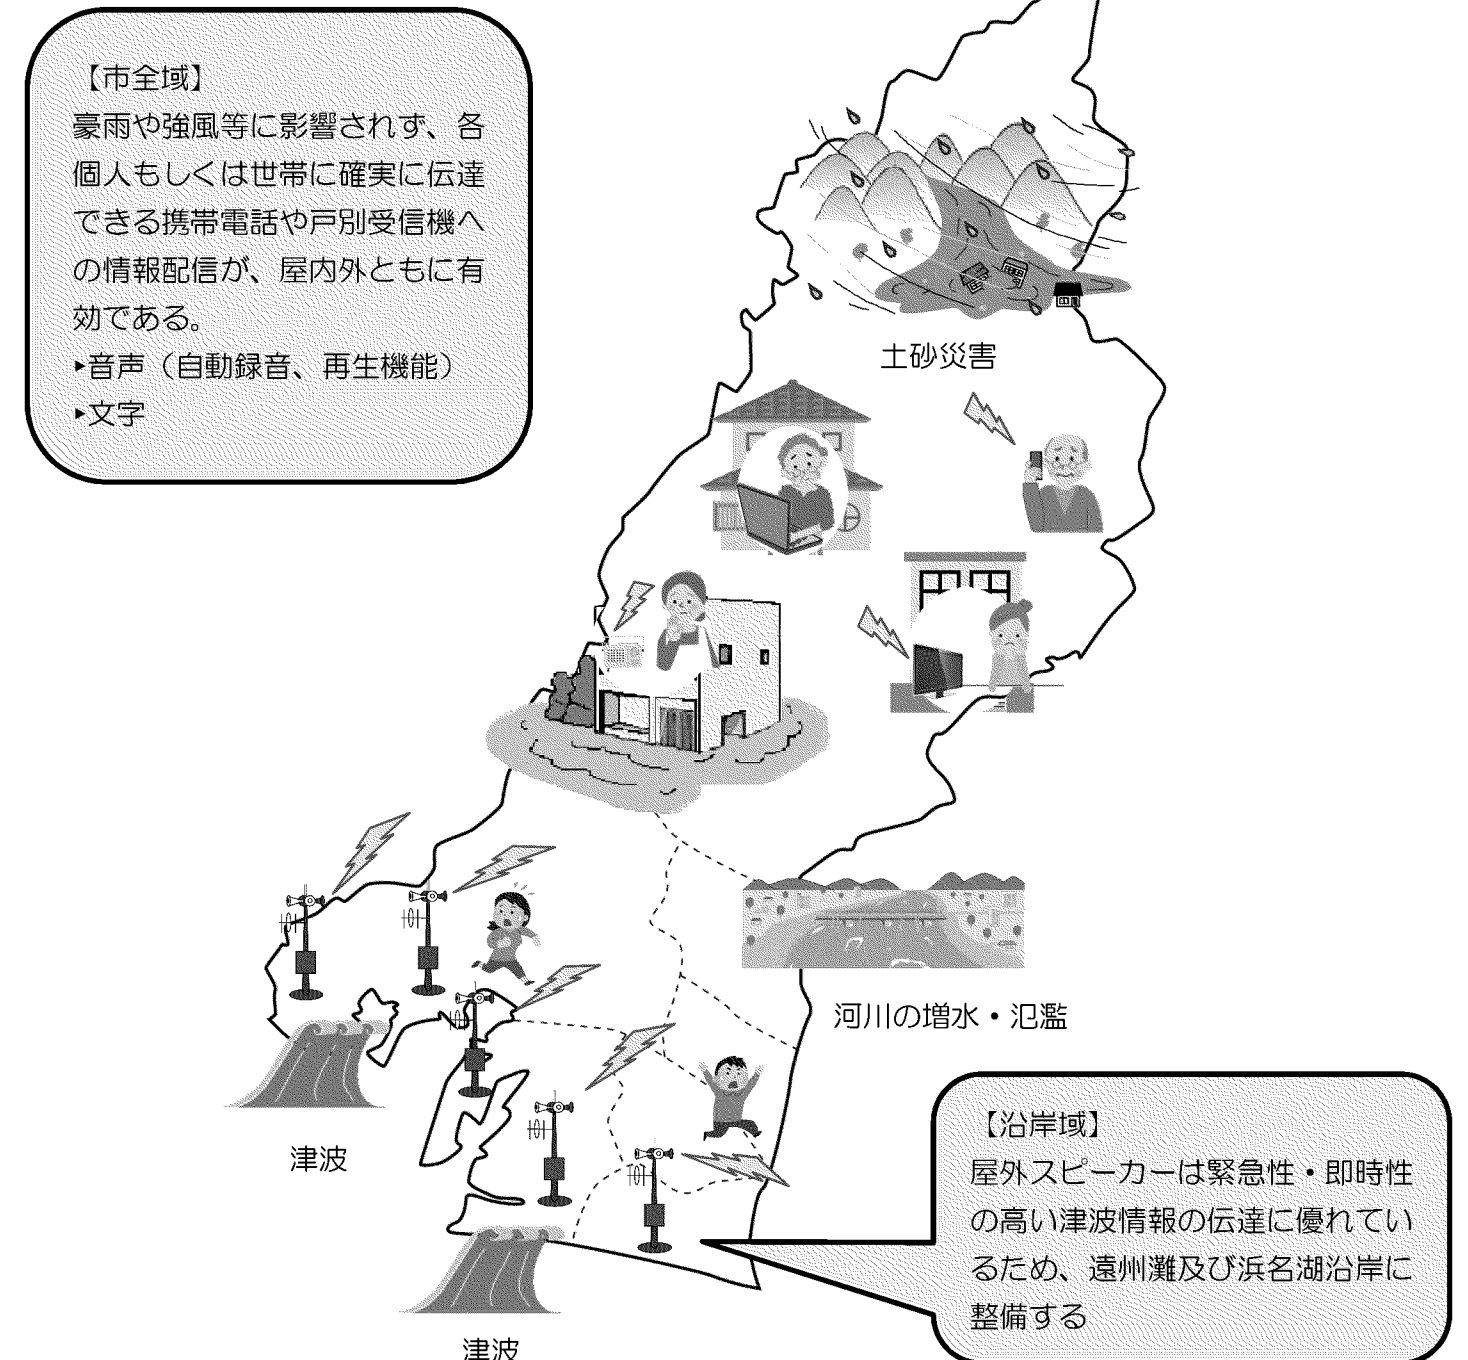 【市全域】
豪雨や強風等に影響されず、各
個人もしくは世帯に確実に伝達
できる携帯電話や戸別受信機へ
の情報配信が、屋内外ともに有
効である。
▸音声（自動録音、再生機能）
▸文字
土砂災害
河川の増水・氾濫
津波
【沿岸域】
屋外スピーカーは緊急性・即時性
の高い津波情報の伝達に優れてい
るため、遠州灘及び浜名湖沿岸に
整備する
津波